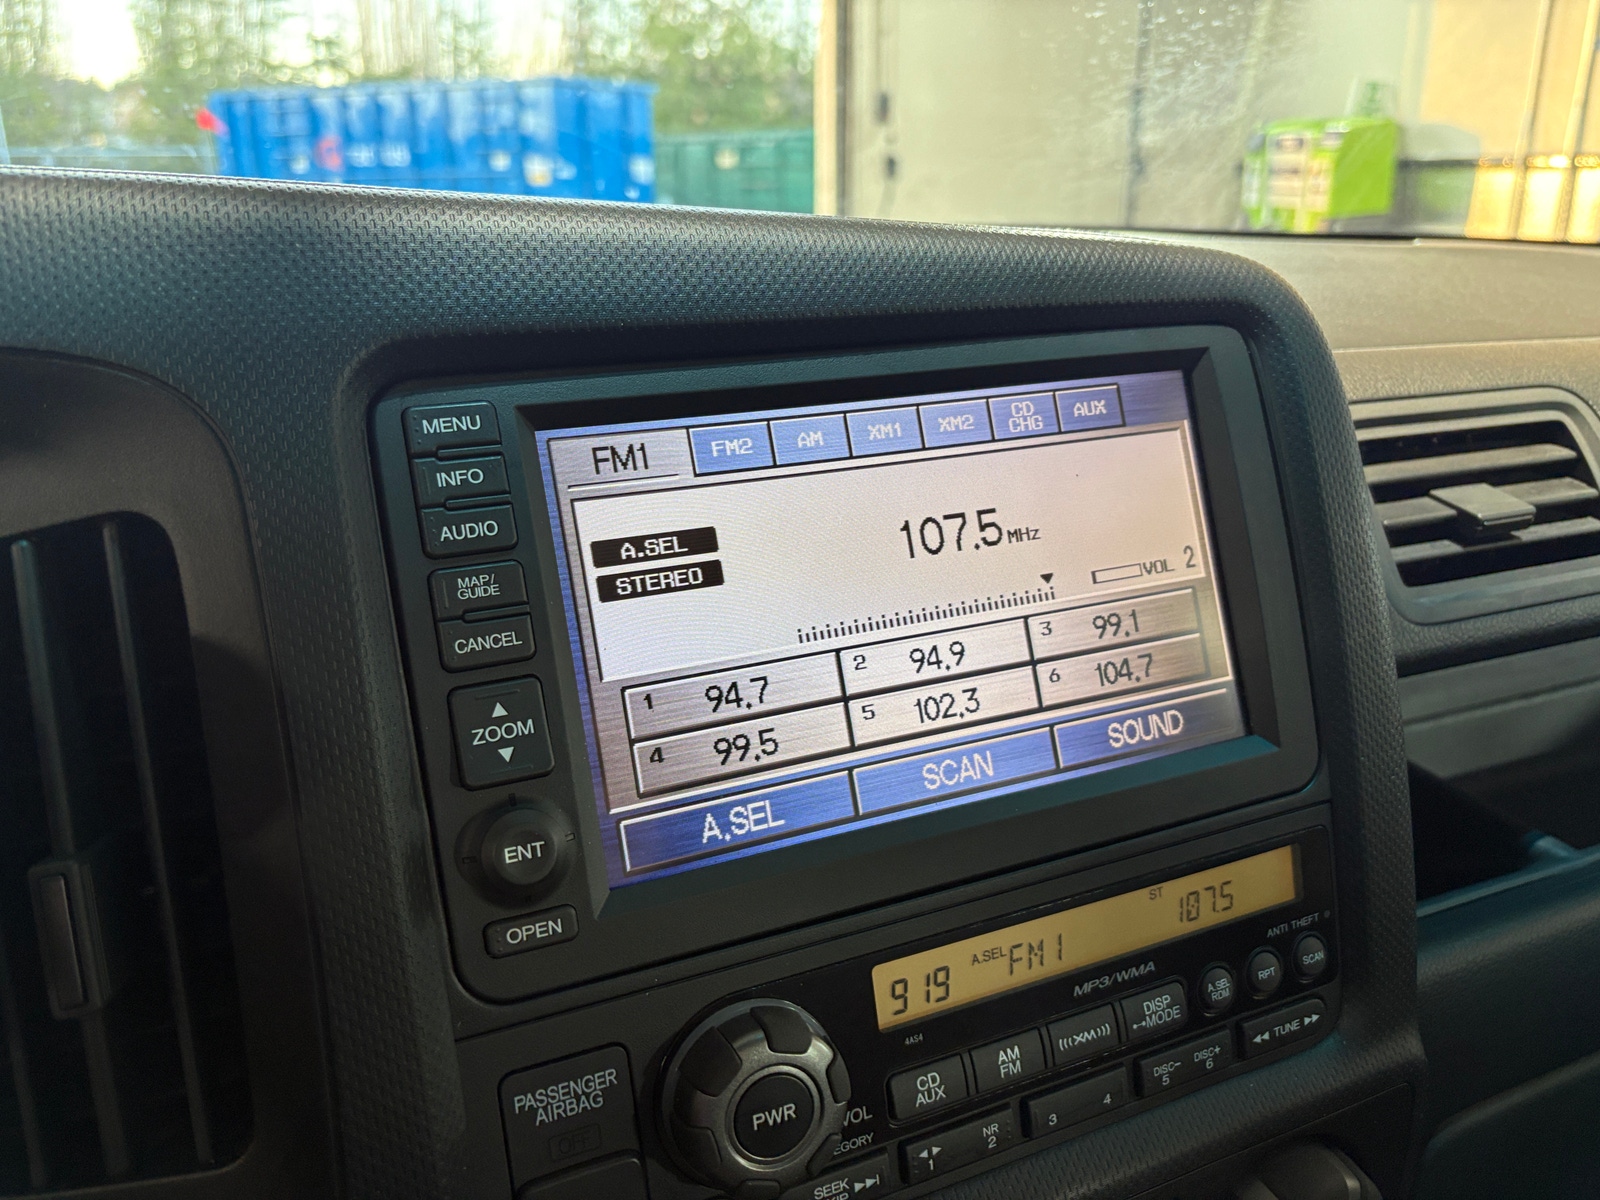 MENU
INFO
AUDIO
MAP/
GUIDE
CANCEL
ZOOM
ENT
OPEN
FM1
FM2
AM
XM1
XM2
CD
CHG
AUX
A.SEL
STEREO
107.5 MHz
VOL 2
1 94.7
2 94.9
3 99.1
4 99.5
5 102.3
6 104.7
A.SEL
SCAN
SOUND
919 A.SEL FM1 ST 107.5
ANTI THEFT
4AS4
MP3/WMA
CD
AUX
AM
FM
XM
DISP
MODE
A.SEL
RDM
RPT
SCAN
TUNE
PASSENGER
AIRBAG
OFF
PWR
VOL
EGORY
SEEK
1
NR
2
3
4
DISC-
5
DISC+
6